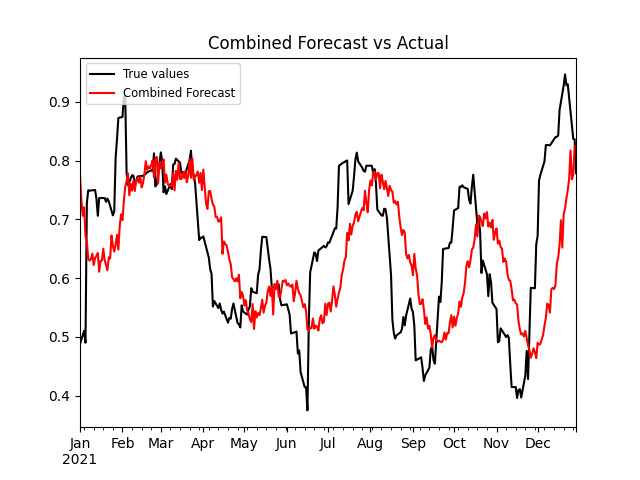 Combined Forecast vs Actual
True values
Combined Forecast
0.9
0.8
0.7
0.6
0.5
0.4
Jan Feb Mar Apr May Jun Jul Aug Sep Oct Nov Dec
2021